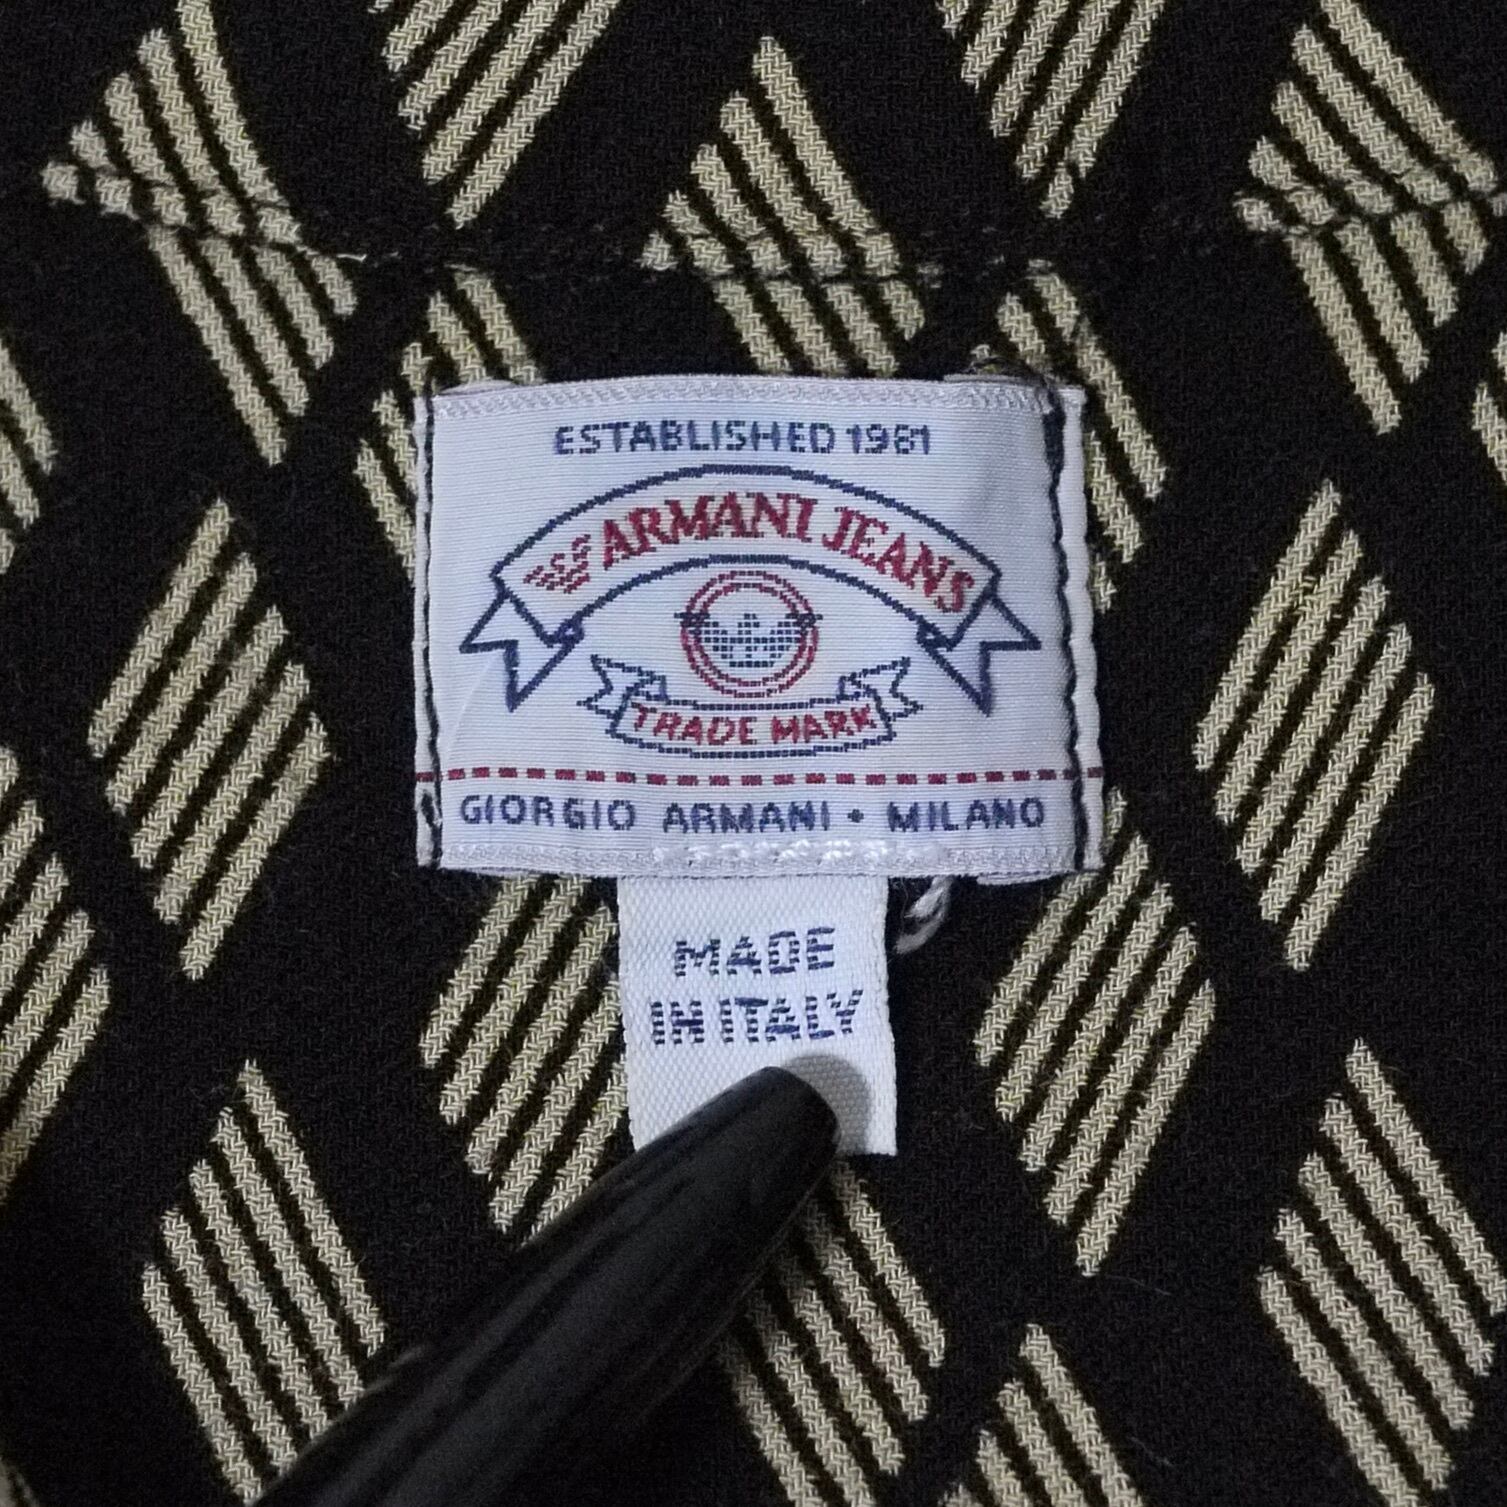 ESTABLISHED 1981
ARMANI JEANS
TRADE MARK
GIORGIO ARMANI • MILANO
MADE
IN ITALY